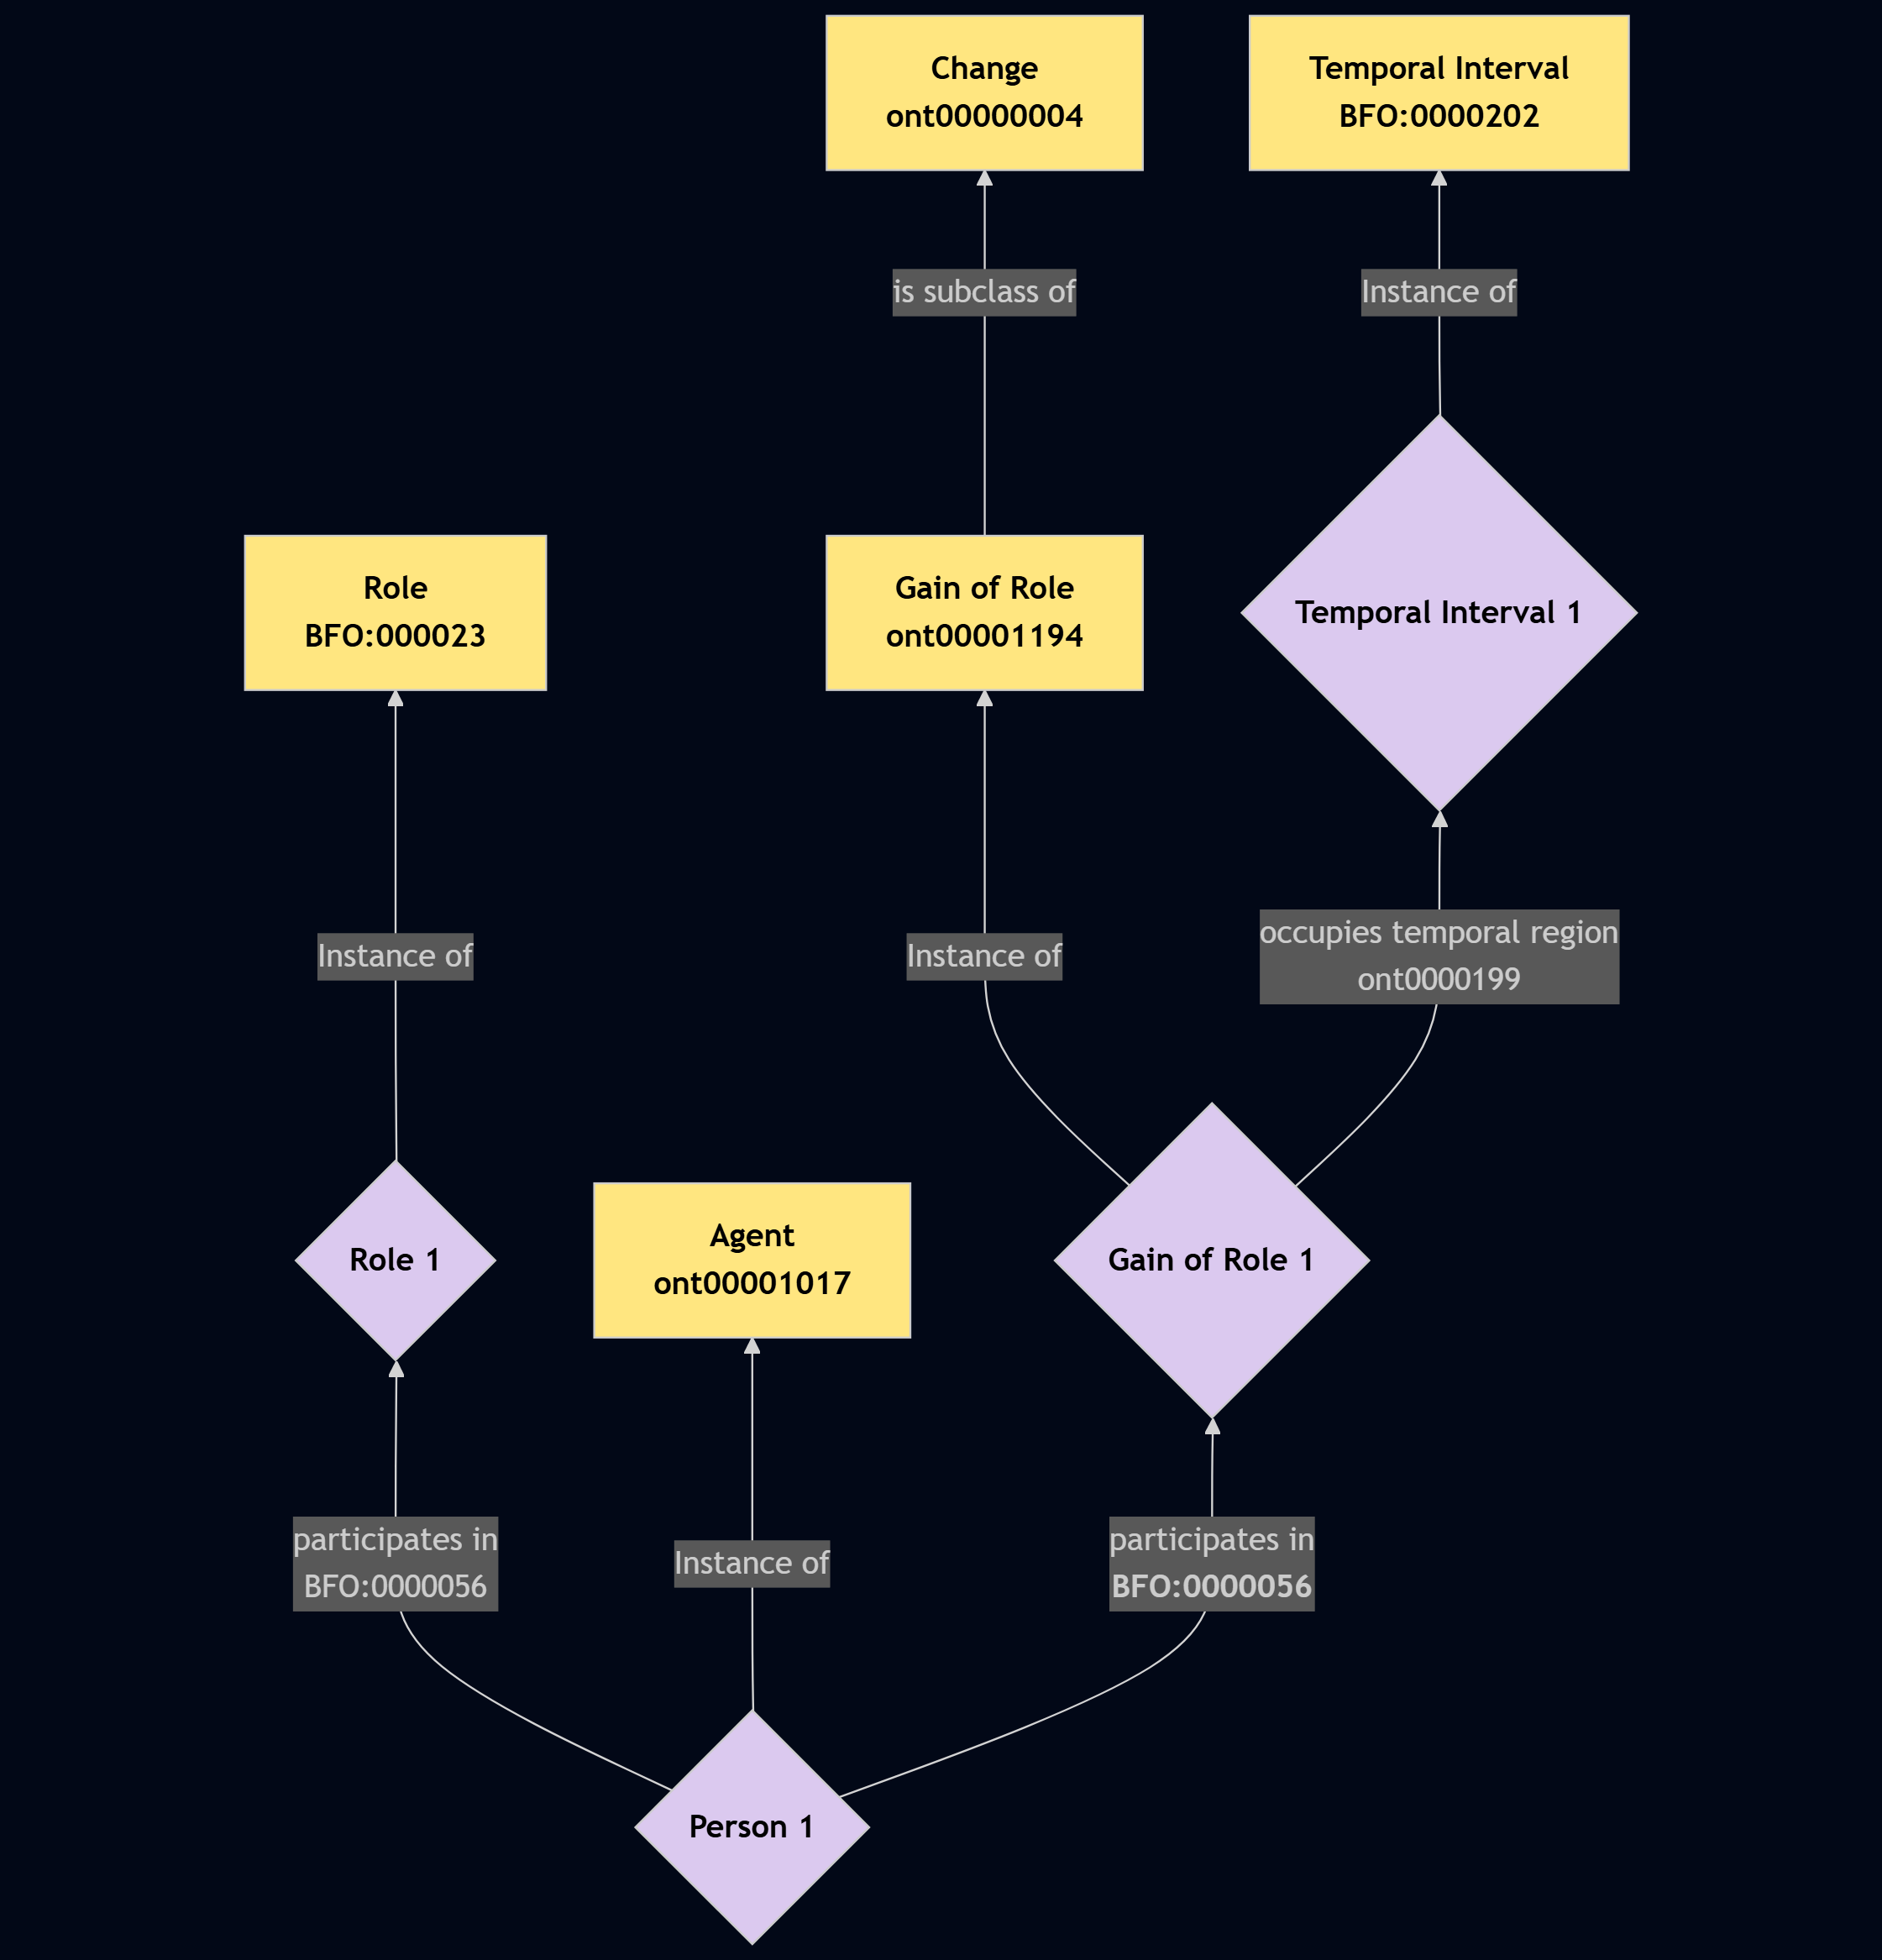 Change
ont00000004
Temporal Interval
BFO:0000202
is subclass of
Instance of
Role
BFO:000023
Gain of Role
ont00001194
Temporal Interval 1
Instance of
Instance of
occupies temporal region
ont0000199
Role 1
Agent
ont00001017
Gain of Role 1
participates in
BFO:0000056
Instance of
participates in
BFO:0000056
Person 1